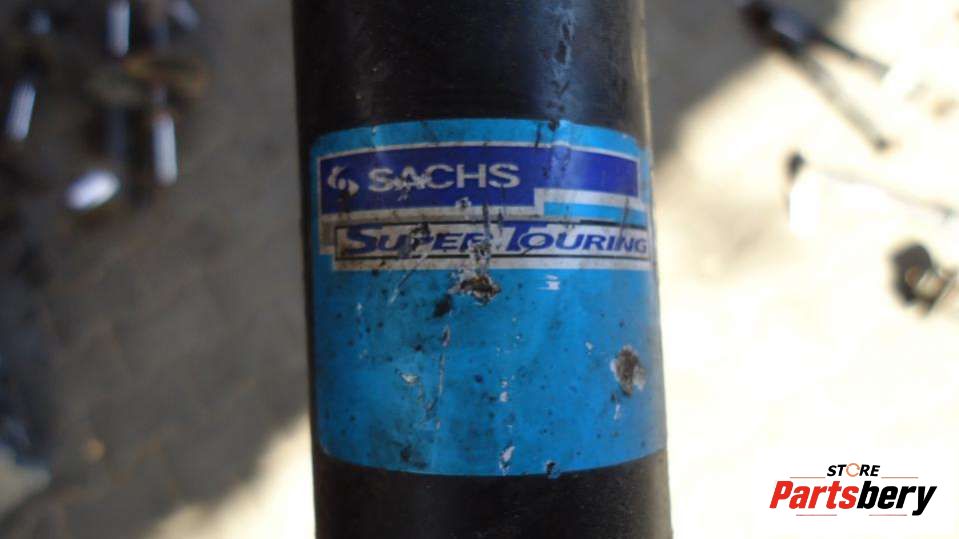 SACHS
SUPER TOURING
STORE
Partsbery